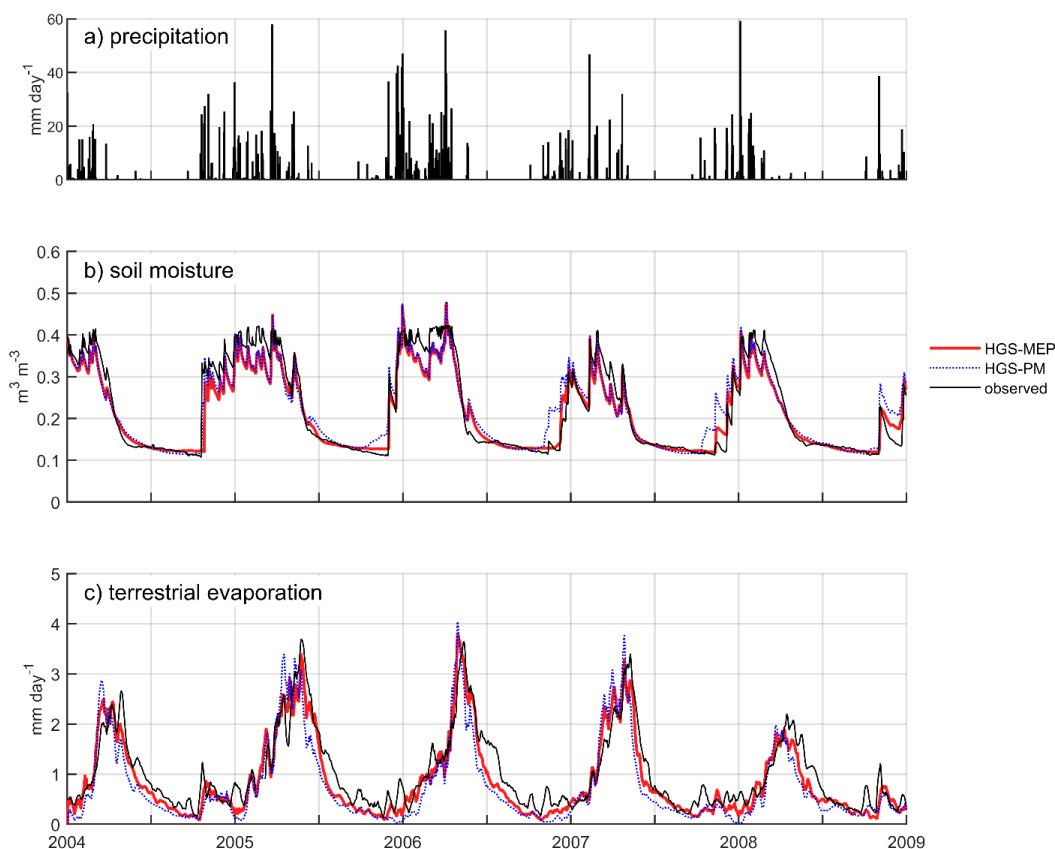 a) precipitation
60
40
20
0
mm day⁻¹
b) soil moisture
0.6
0.5
0.4
0.3
0.2
0.1
0
m³ m⁻³
HGS-MEP
HGS-PM
observed
c) terrestrial evaporation
5
4
3
2
1
0
mm day⁻¹
2004 2005 2006 2007 2008 2009